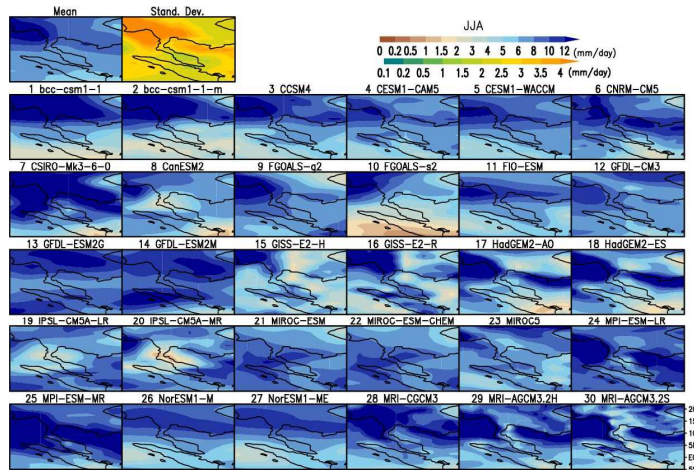 Mean Stand. Dev. JJA
0 0.2 0.5 1 1.5 2 3 4 5 6 8 10 12 (mm/day)
0.1 0.2 0.5 1 1.5 2 2.5 3 3.5 4 (mm/day)
1 bcc-csm1-1 2 bcc-csm1-1-m 3 CCSM4 4 CESM1-CAM5 5 CESM1-WACCM 6 CNRM-CM5
7 CSIRO-Mk3-6-0 8 CanESM2 9 FGOALS-g2 10 FGOALS-s2 11 FIO-ESM 12 GFDL-CM3
13 GFDL-ESM2G 14 GFDL-ESM2M 15 GISS-E2-H 16 GISS-E2-R 17 HadGEM2-AO 18 HadGEM2-ES
19 IPSL-CM5A-LR 20 IPSL-CM5A-MR 21 MIROC-ESM 22 MIROC-ESM-CHEM 23 MIROC5 24 MPI-ESM-LR
25 MPI-ESM-MR 26 NorESM1-M 27 NorESM1-ME 28 MRI-CGCM3 29 MRI-AGCM3.2H 30 MRI-AGCM3.2S